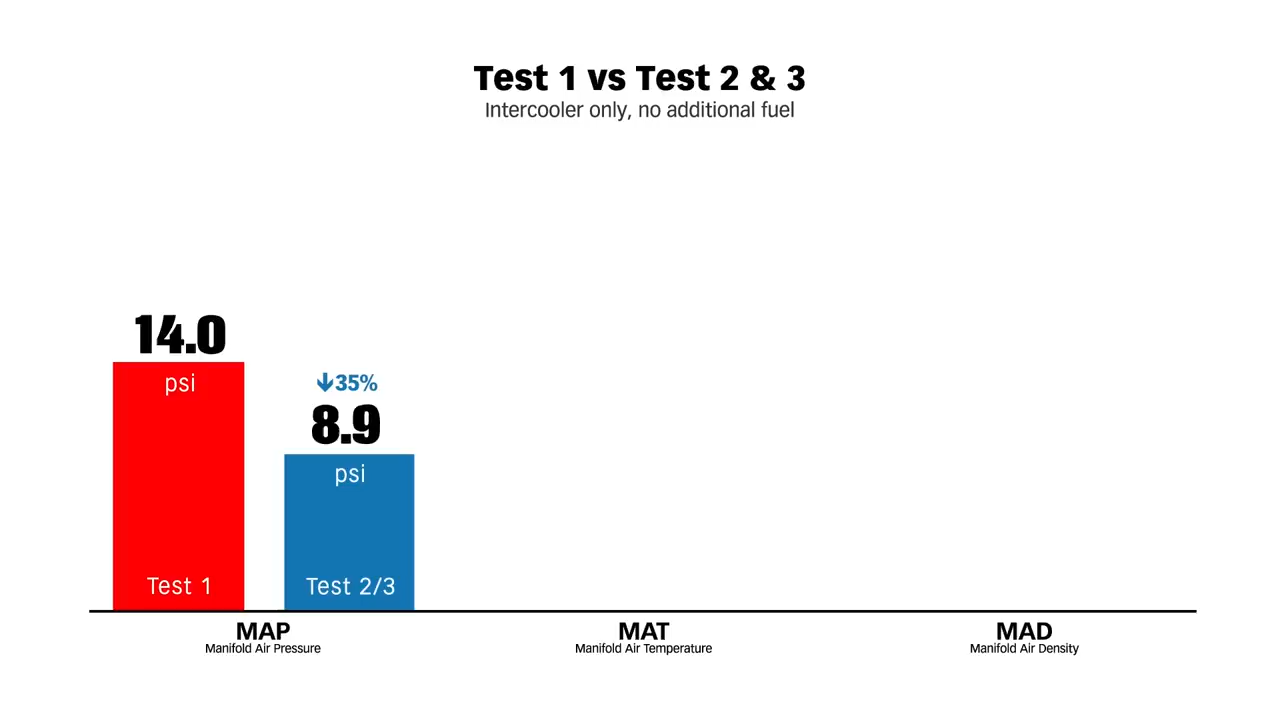 Test 1 vs Test 2 & 3
Intercooler only, no additional fuel
14.0
psi
Test 1
↓35%
8.9
psi
Test 2/3
MAP
Manifold Air Pressure
MAT
Manifold Air Temperature
MAD
Manifold Air Density